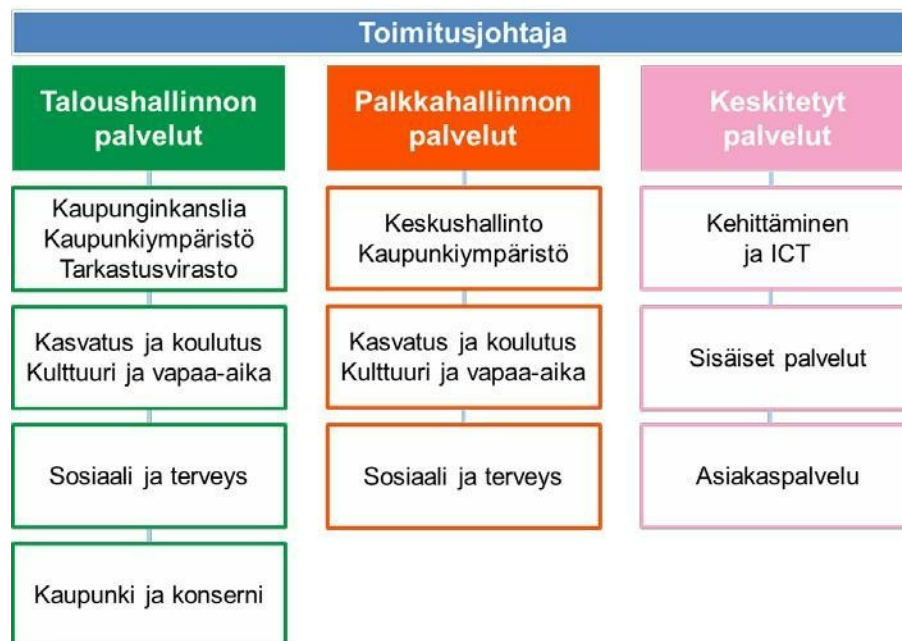 Toimitusjohtaja
Taloushallinnon
palvelut
Kaupunginkanslia
Kaupunkiympäristö
Tarkastusvirasto
Kasvatus ja koulutus
Kulttuuri ja vapaa-aika
Sosiaali ja terveys
Kaupunki ja konserni
Palkkahallinnon
palvelut
Keskushallinto
Kaupunkiympäristö
Kasvatus ja koulutus
Kulttuuri ja vapaa-aika
Sosiaali ja terveys
Keskitetyt
palvelut
Kehittäminen
ja ICT
Sisäiset palvelut
Asiakaspalvelu